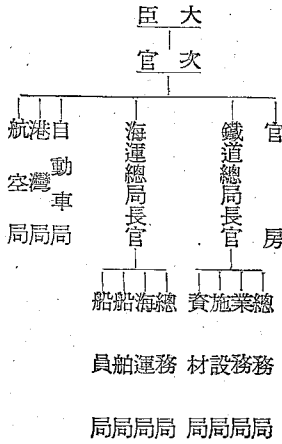 大臣
次官
官房
鐵道總局長官
海運總局長官
自動車局
港灣局
航空局
總務局
業務局
施設局
資材局
總務局
海運局
船舶局
船員局